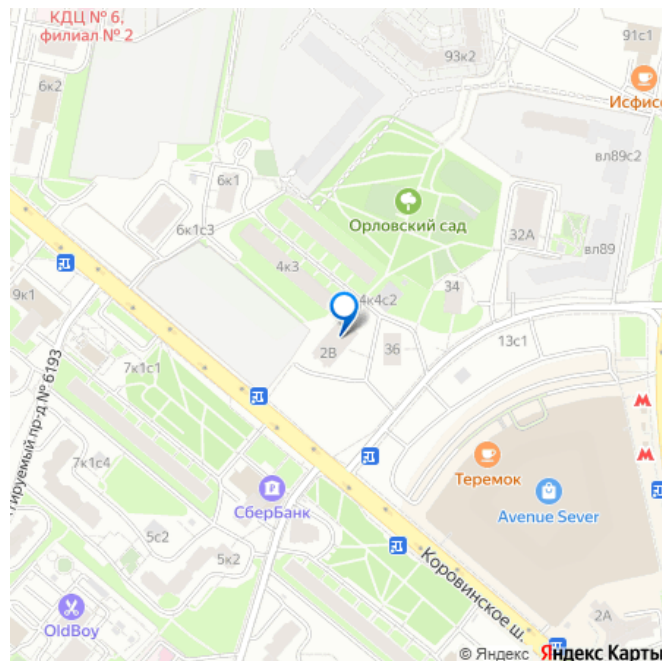 КДЦ № 6,
филиал № 2
93к2
91с1
6к2
Исфис
вл89с2
6к1
Орловский сад
6к1с3
32А
вл89
4к3
9к1
4к4с2
34
2В
36
13с1
7к1с1
тируемый пр-д № 6193
М
Теремок
7к1с4
М
СберБанк
Avenue Sever
5с2
5к2
Коровинское ш.
OldBoy
2А
© Яндекс Яндекс Карты